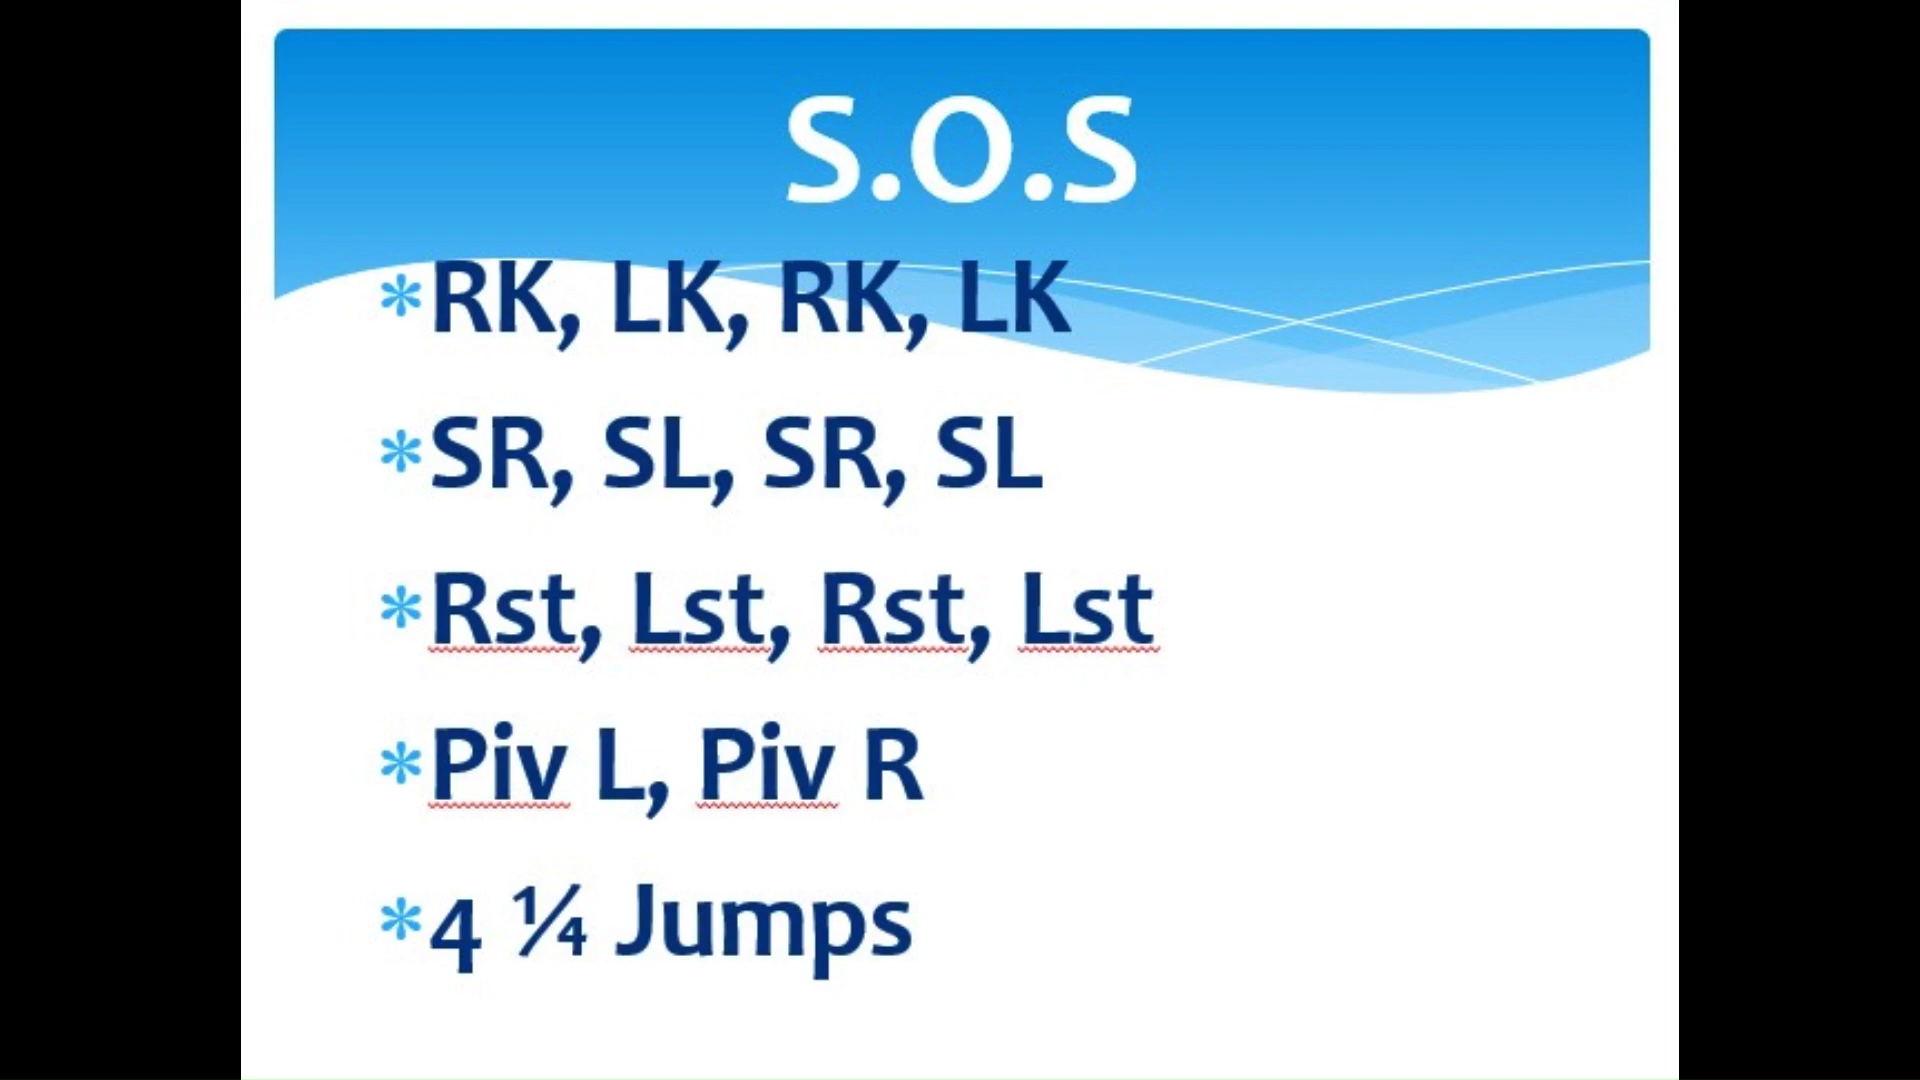 S.O.S
*RK, LK, RK, LK
*SR, SL, SR, SL
*Rst, Lst, Rst, Lst
*Piv L, Piv R
*4 ¼ Jumps